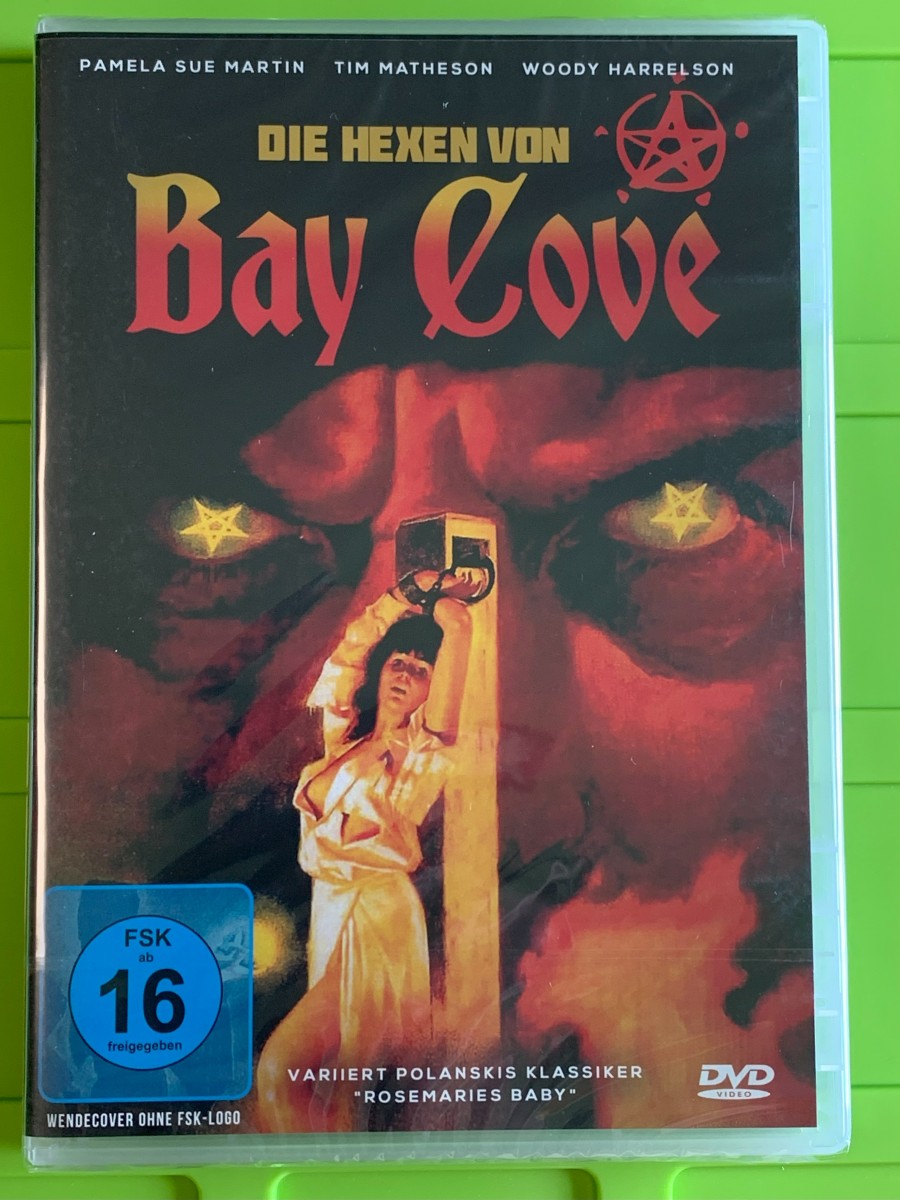 PAMELA SUE MARTIN TIM MATHESON WOODY HARRELSON
DIE HEXEN VON
Bay Cove
FSK
ab
16
freigegeben
VARIIERT POLANSKIS KLASSIKER
"ROSEMARIES BABY"
DVD
VIDEO
WENDECOVER OHNE FSK-LOGO